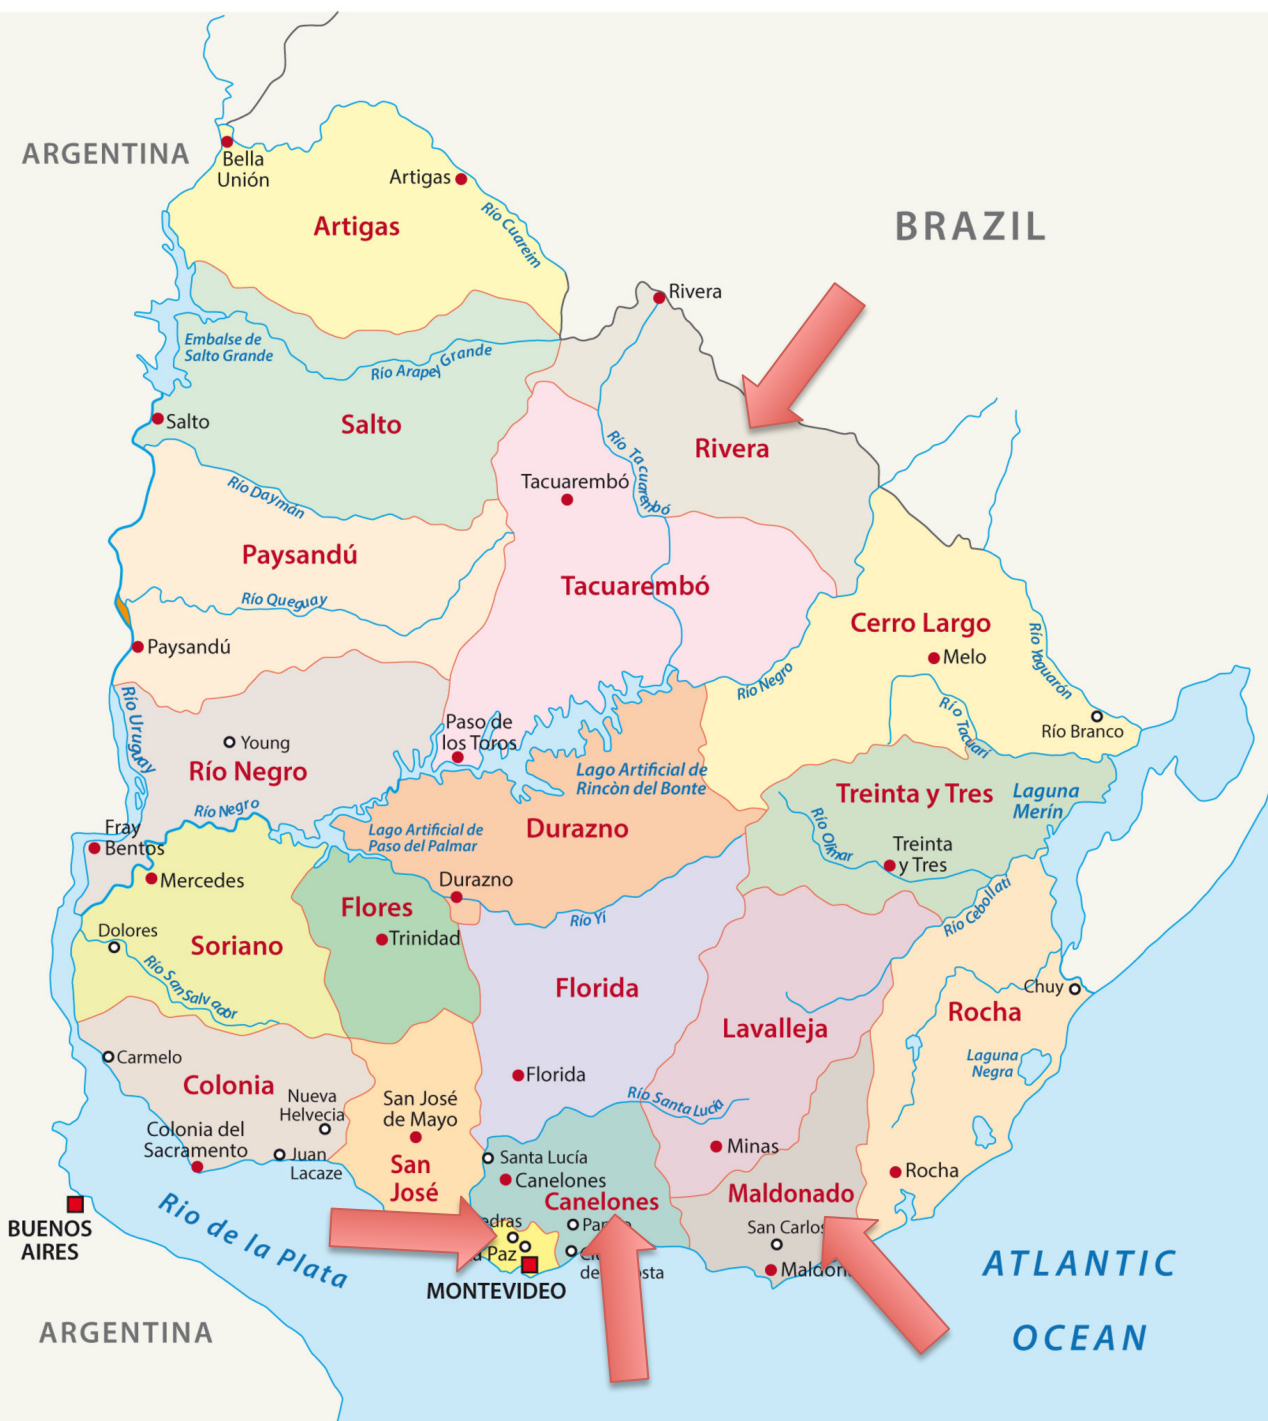 ARGENTINA
Bella
Unión
Artigas
Artigas
Río Cuareim
BRAZIL
Rivera
Embalse de
Salto Grande
Río Arapey Grande
Salto
Salto
Rivera
Río Tacuarembó
Tacuarembó
Río Daymán
Paysandú
Tacuarembó
Río Queguay
Cerro Largo
Río Yaguarón
Paysandú
Melo
Río Negro
Río Uruguay
Río Tacuarí
Paso de
los Toros
Río Branco
Young
Río Negro
Lago Artificial de
Rincòn del Bonte
Treinta y Tres
Laguna
Merín
Río Negro
Río Olimar
Fray
Bentos
Lago Artificial de
Paso del Palmar
Durazno
Treinta
y Tres
Mercedes
Durazno
Río Cebollatí
Flores
Río Yí
Dolores
Soriano
Trinidad
Río San Salvador
Florida
Chuy
Rocha
Lavalleja
Carmelo
Laguna
Negra
Colonia
Florida
Nueva
Helvecia
San José
de Mayo
Río Santa Lucía
Colonia del
Sacramento
Juan
Lacaze
Minas
Santa Lucía
San
José
Canelones
Rocha
Canelones
Maldonado
Rio de la Plata
BUENOS
AIRES
San Carlos
Paz
MONTEVIDEO
de
ATLANTIC
OCEAN
ARGENTINA